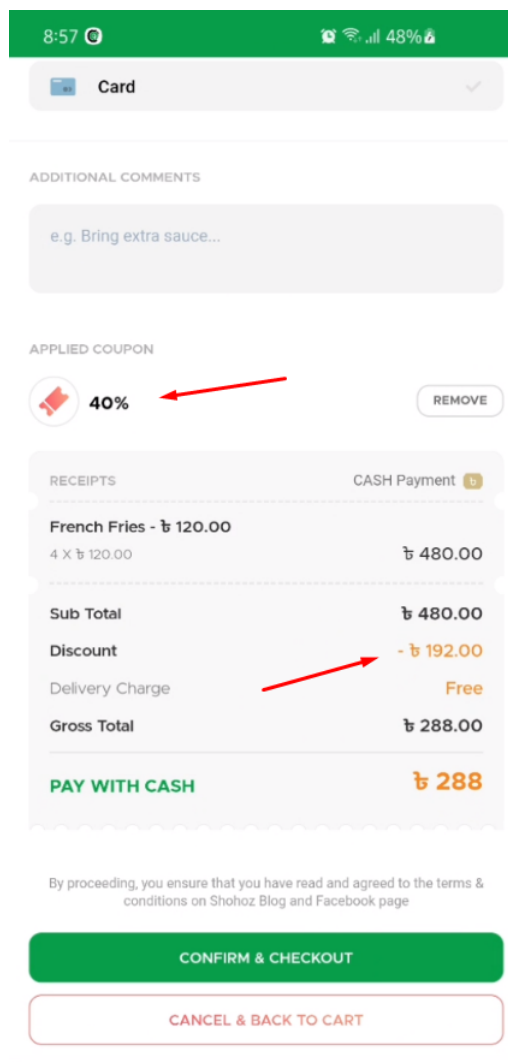 8:57 48%
Card
ADDITIONAL COMMENTS
e.g. Bring extra sauce...
APPLIED COUPON
40% REMOVE
RECEIPTS CASH Payment ৳
French Fries - ৳ 120.00
4 X ৳ 120.00 ৳ 480.00
Sub Total ৳ 480.00
Discount - ৳ 192.00
Delivery Charge Free
Gross Total ৳ 288.00
PAY WITH CASH ৳ 288
By proceeding, you ensure that you have read and agreed to the terms &
conditions on Shohoz Blog and Facebook page
CONFIRM & CHECKOUT
CANCEL & BACK TO CART